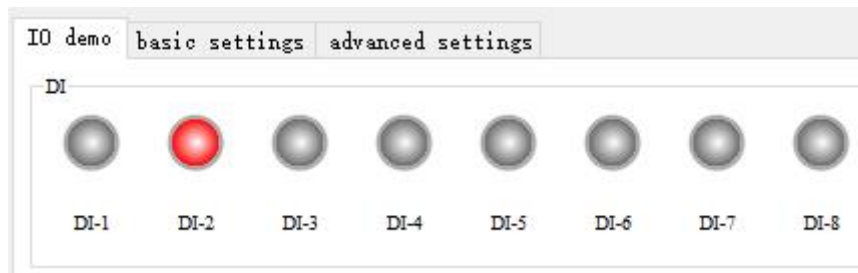 IO demo basic settings advanced settings
DI
DI-1 DI-2 DI-3 DI-4 DI-5 DI-6 DI-7 DI-8